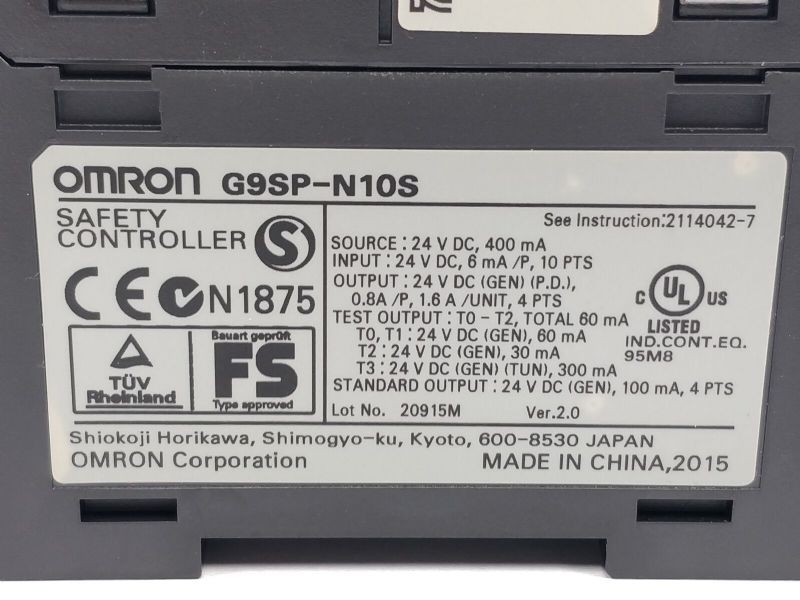 OMRON G9SP-N10S
SAFETY
CONTROLLER
S
See Instruction:2114042-7
SOURCE : 24 V DC, 400 mA
INPUT : 24 V DC, 6 mA /P, 10 PTS
OUTPUT : 24 V DC (GEN) (P.D.),
0.8A /P, 1.6 A /UNIT, 4 PTS
TEST OUTPUT : T0 - T2, TOTAL 60 mA
T0, T1 : 24 V DC (GEN), 60 mA
T2 : 24 V DC (GEN), 30 mA
T3 : 24 V DC (GEN) (TUN), 300 mA
STANDARD OUTPUT : 24 V DC (GEN), 100 mA, 4 PTS
Lot No. 20915M Ver.2.0
CE N1875
TÜV
Rheinland
Bauart geprüft
FS
Type approved
C UL US
LISTED
IND.CONT.EQ.
95M8
Shiokoji Horikawa, Shimogyo-ku, Kyoto, 600-8530 JAPAN
OMRON Corporation MADE IN CHINA,2015